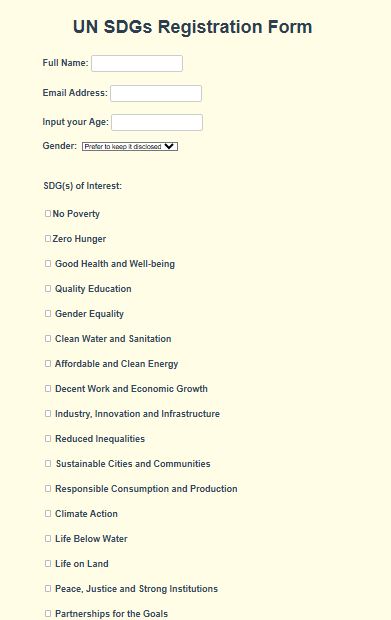 UN SDGs Registration Form
Full Name:
Email Address:
Input your Age:
Gender: Prefer to keep it disclosed
SDG(s) of Interest:
No Poverty
Zero Hunger
Good Health and Well-being
Quality Education
Gender Equality
Clean Water and Sanitation
Affordable and Clean Energy
Decent Work and Economic Growth
Industry, Innovation and Infrastructure
Reduced Inequalities
Sustainable Cities and Communities
Responsible Consumption and Production
Climate Action
Life Below Water
Life on Land
Peace, Justice and Strong Institutions
Partnerships for the Goals